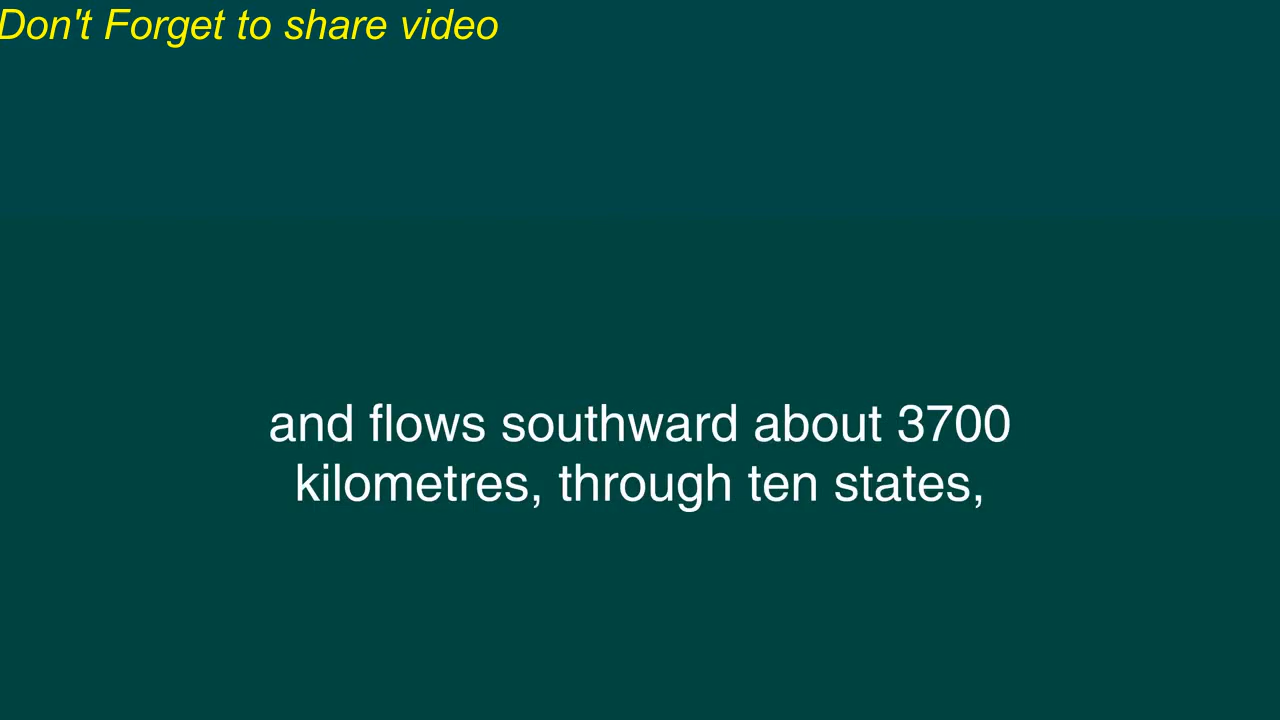 Don't Forget to share video
and flows southward about 3700
kilometres, through ten states,